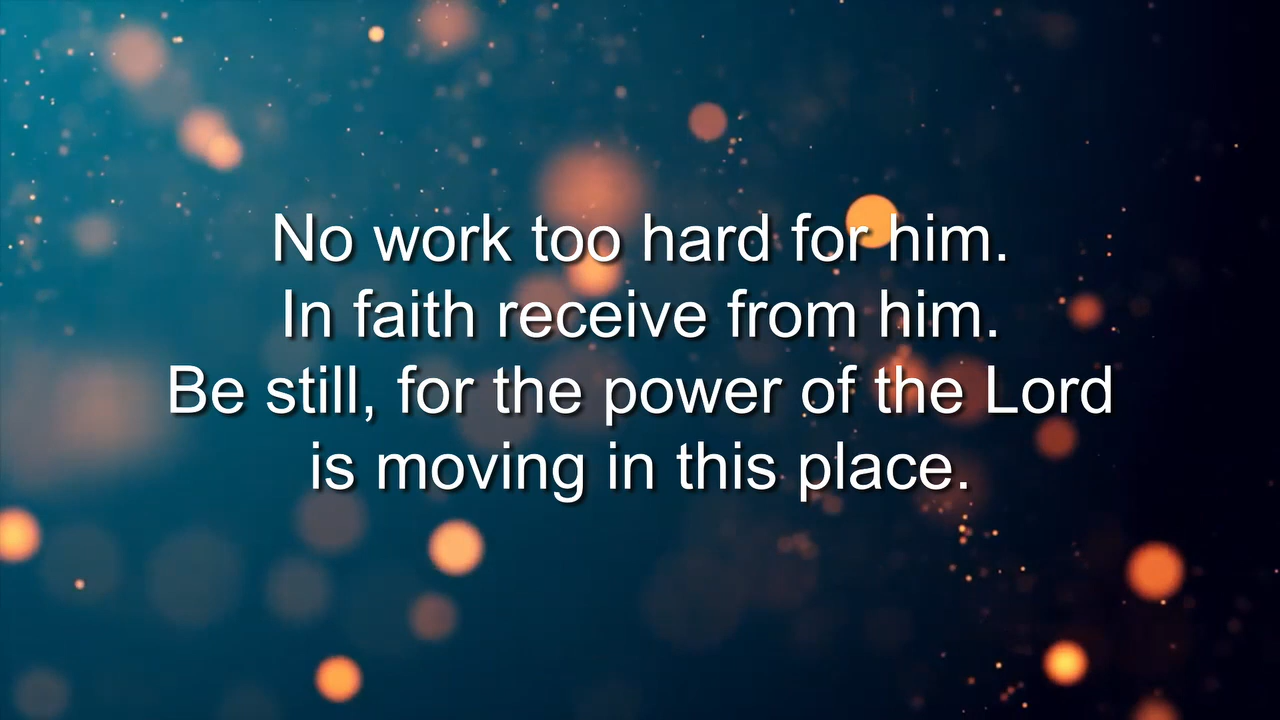 No work too hard for him.
In faith receive from him.
Be still, for the power of the Lord
is moving in this place.